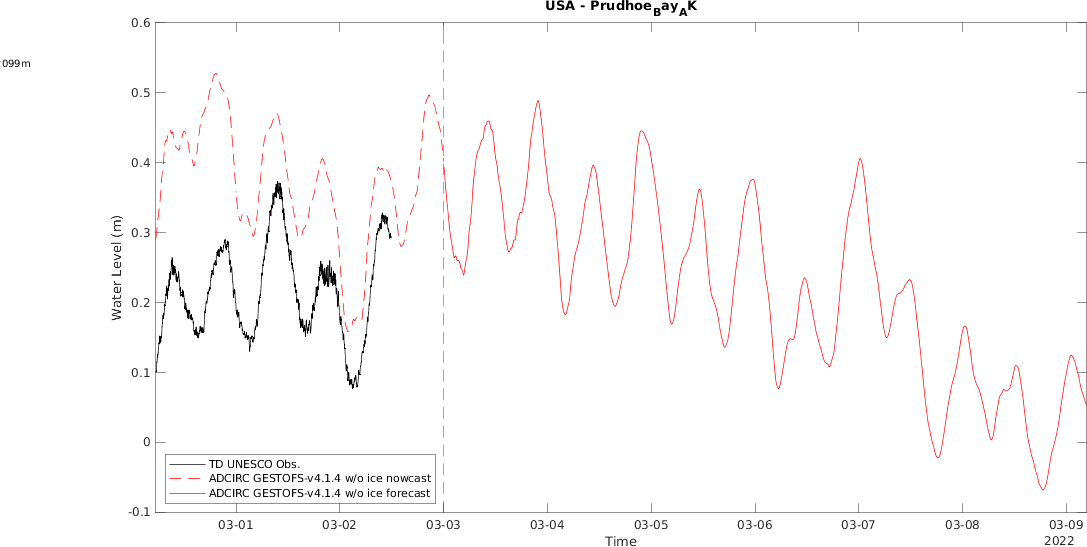 USA - Prudhoe_Bay_AK
099m
0.6
0.5
0.4
0.3
0.2
0.1
0
-0.1
Water Level (m)
TD UNESCO Obs.
ADCIRC GESTOFS-v4.1.4 w/o ice nowcast
ADCIRC GESTOFS-v4.1.4 w/o ice forecast
03-01 03-02 03-03 03-04 03-05 03-06 03-07 03-08 03-09
Time
2022